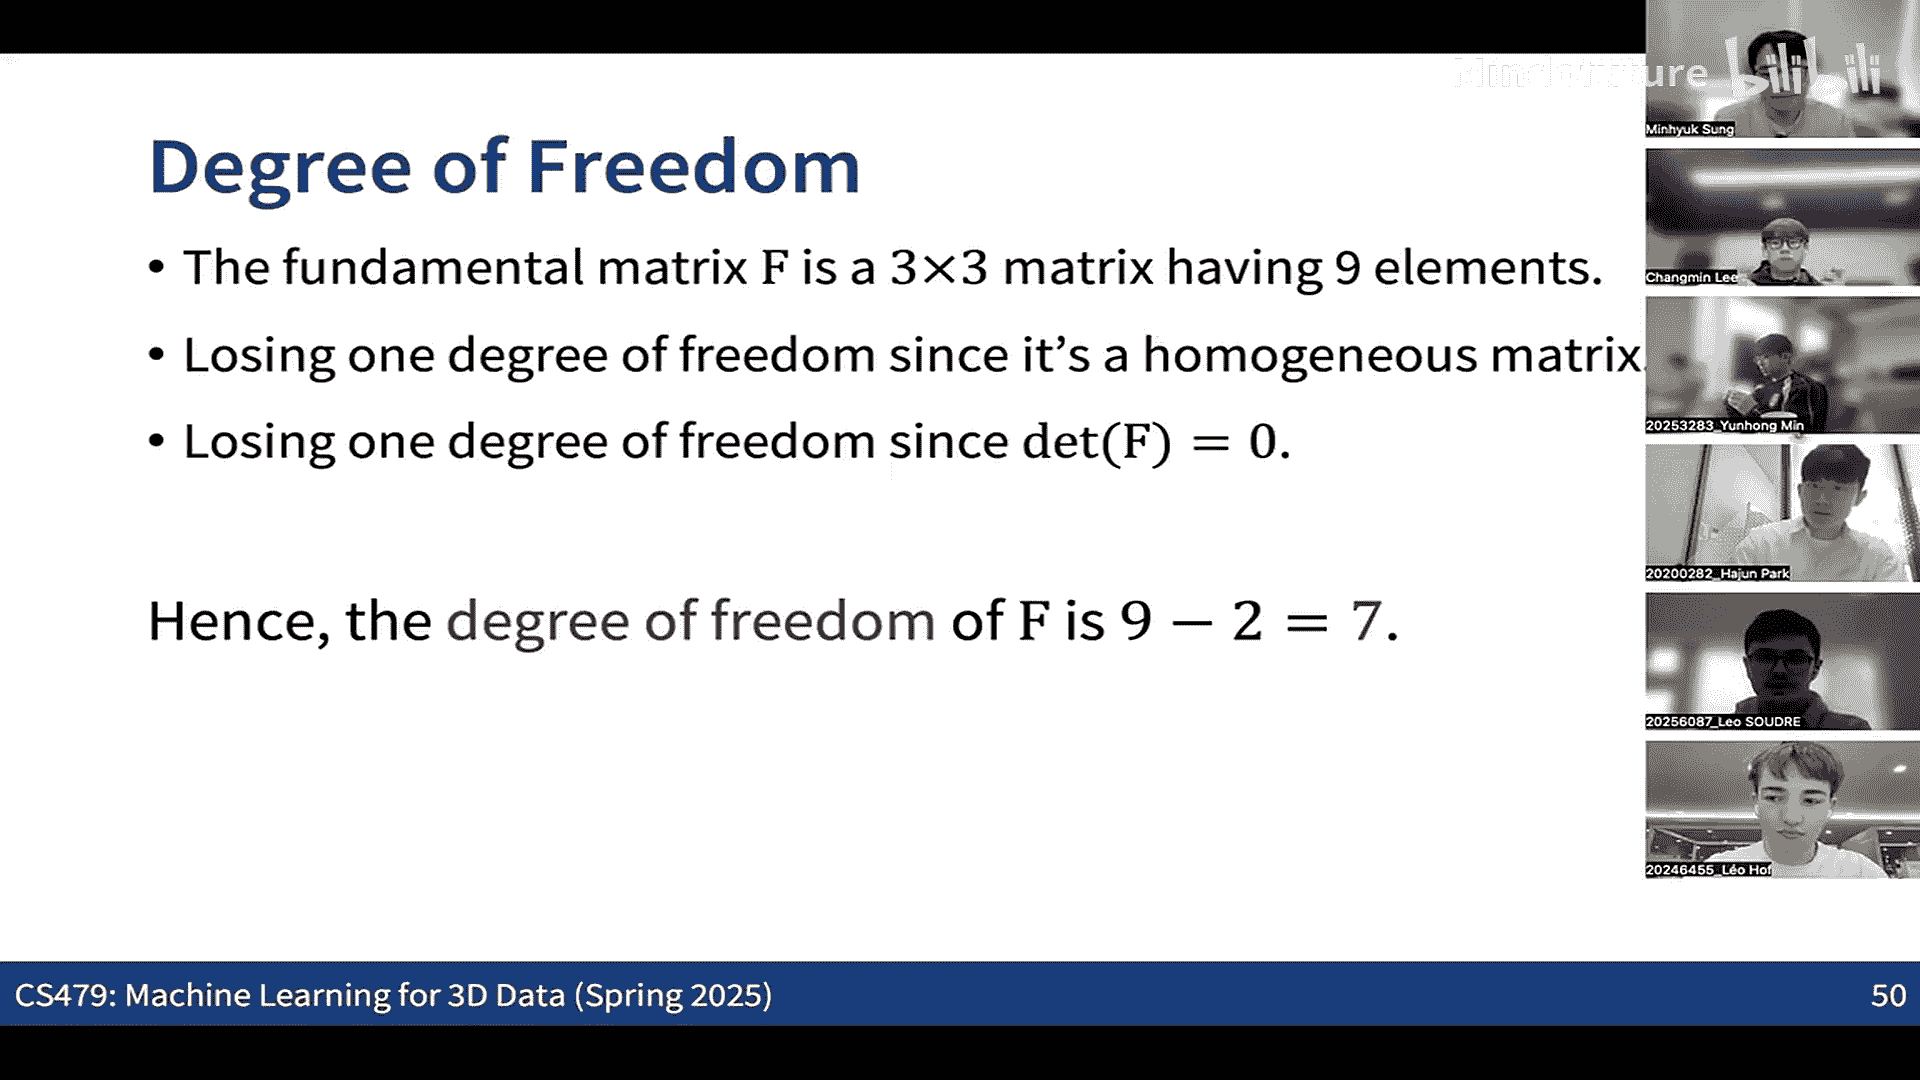 Minhyuk Sung
Degree of Freedom
• The fundamental matrix F is a 3×3 matrix having 9 elements.
• Losing one degree of freedom since it’s a homogeneous matrix.
• Losing one degree of freedom since det(F) = 0.
Hence, the degree of freedom of F is 9 − 2 = 7.
Changmin Lee
20253283_Yunhong Min
20200282_Hajun Park
20256087_Leo SOUDRE
20246455_Léo Hof
CS479: Machine Learning for 3D Data (Spring 2025)
50
bilibili